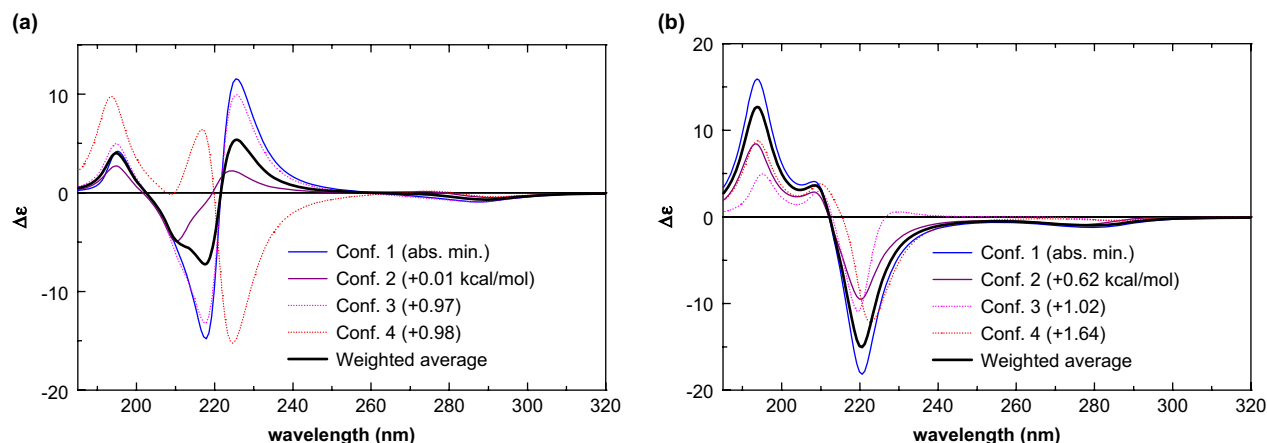 (a)
10
0
-10
-20
Δε
200 220 240 260 280 300 320
wavelength (nm)
Conf. 1 (abs. min.)
Conf. 2 (+0.01 kcal/mol)
Conf. 3 (+0.97)
Conf. 4 (+0.98)
Weighted average
(b)
20
10
0
-10
-20
Δε
200 220 240 260 280 300 320
wavelength (nm)
Conf. 1 (abs. min.)
Conf. 2 (+0.62 kcal/mol)
Conf. 3 (+1.02)
Conf. 4 (+1.64)
Weighted average